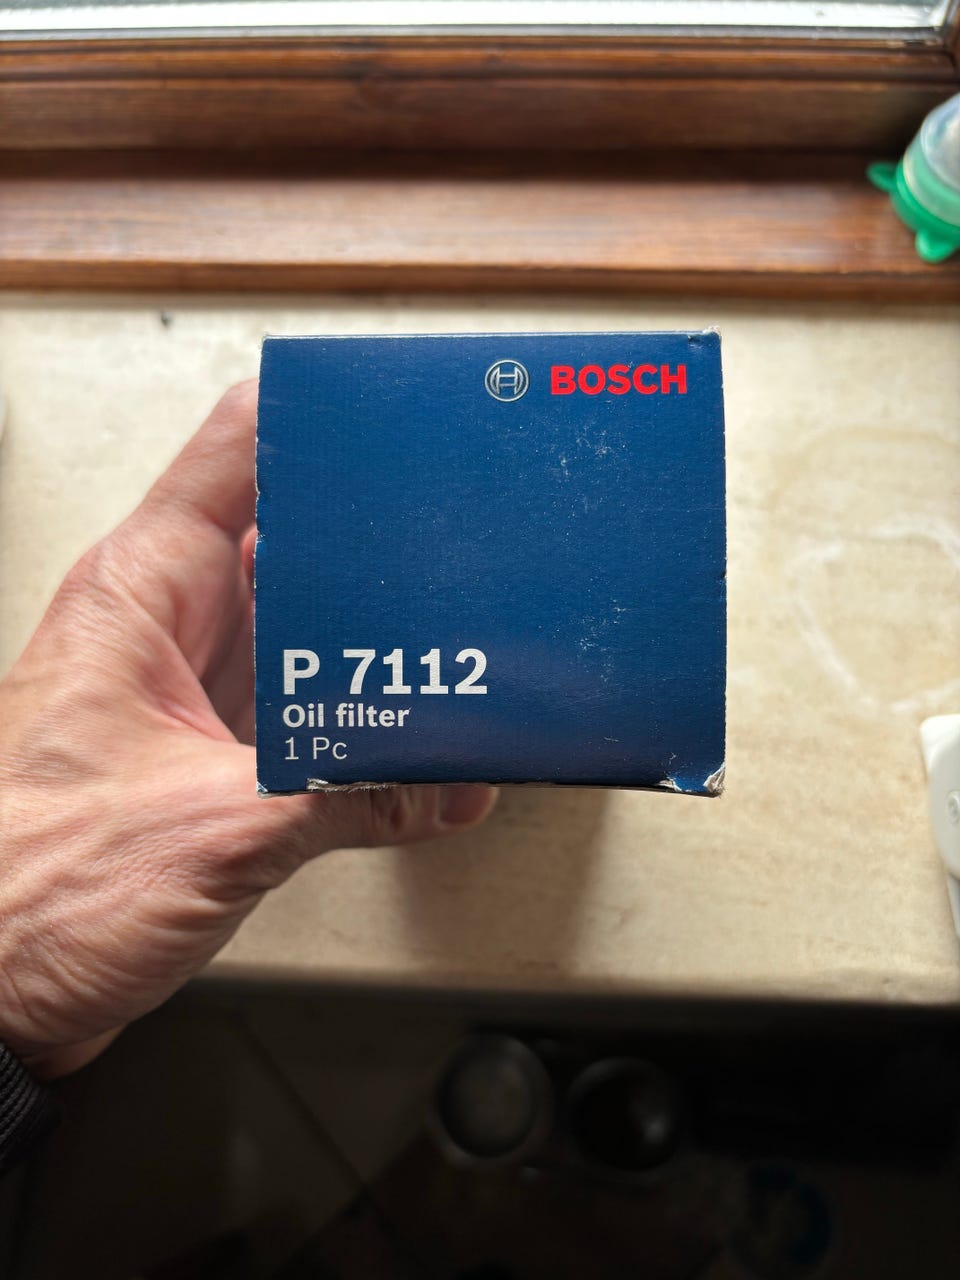 BOSCH
P 7112
Oil filter
1 Pc